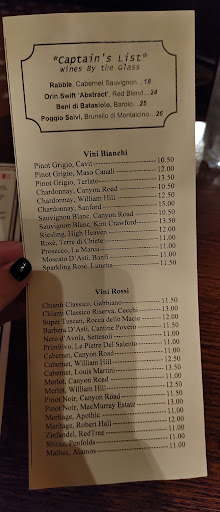 "Captain's List"
Wines By the Glass
Rabble, Cabernet Sauvignon...18
Orin Swift 'Abstract', Red Blend...24
Beni di Batasiolo, Barolo...25
Poggio Salvi, Brunello di Montalcino...26
Vini Bianchi
Pinot Grigio, Cavit 10.50
Pinot Grigio, Maso Canali 12.00
Pinot Grigio, Terlato 13.50
Chardonnay, Canyon Road 10.50
Chardonnay, William Hill 12.50
Chardonnay, Sanford 15.00
Sauvignon Blanc, Canyon Road 10.50
Sauvignon Blanc, Kim Crawford 13.50
Riesling, High Heaven 12.00
Rosé, Terre di Chieti 11.00
Prosecco, La Marca 11.00
Moscato D'Asti, Banfi 11.00
Sparkling Rosé, 11.00
Vini Rossi
Chianti Classico, Gabbiano 11.50
Chianti Classico Riserva, Cecchi 13.00
Super Tuscan, Rocca delle Macie 12.00
Barbera D'Asti, Cantine Povero 11.50
Nero d'Avola, Settesoli 11.00
Primitivo, Le Pietre Del Salento 11.00
Cabernet, Canyon Road 11.00
Cabernet, William Hill 12.50
Cabernet, Louis Martini 13.50
Merlot, Canyon Road 11.00
Merlot, William Hill 12.50
Pinot Noir, Canyon Road 11.00
Pinot Noir, MacMurray Estate 13.00
Meritage, Apothic 11.00
Meritage, Robert Hall 12.00
Zinfandel, RedTree 11.00
Shiraz, Penfolds 11.00
Malbec, Alamos 11.00